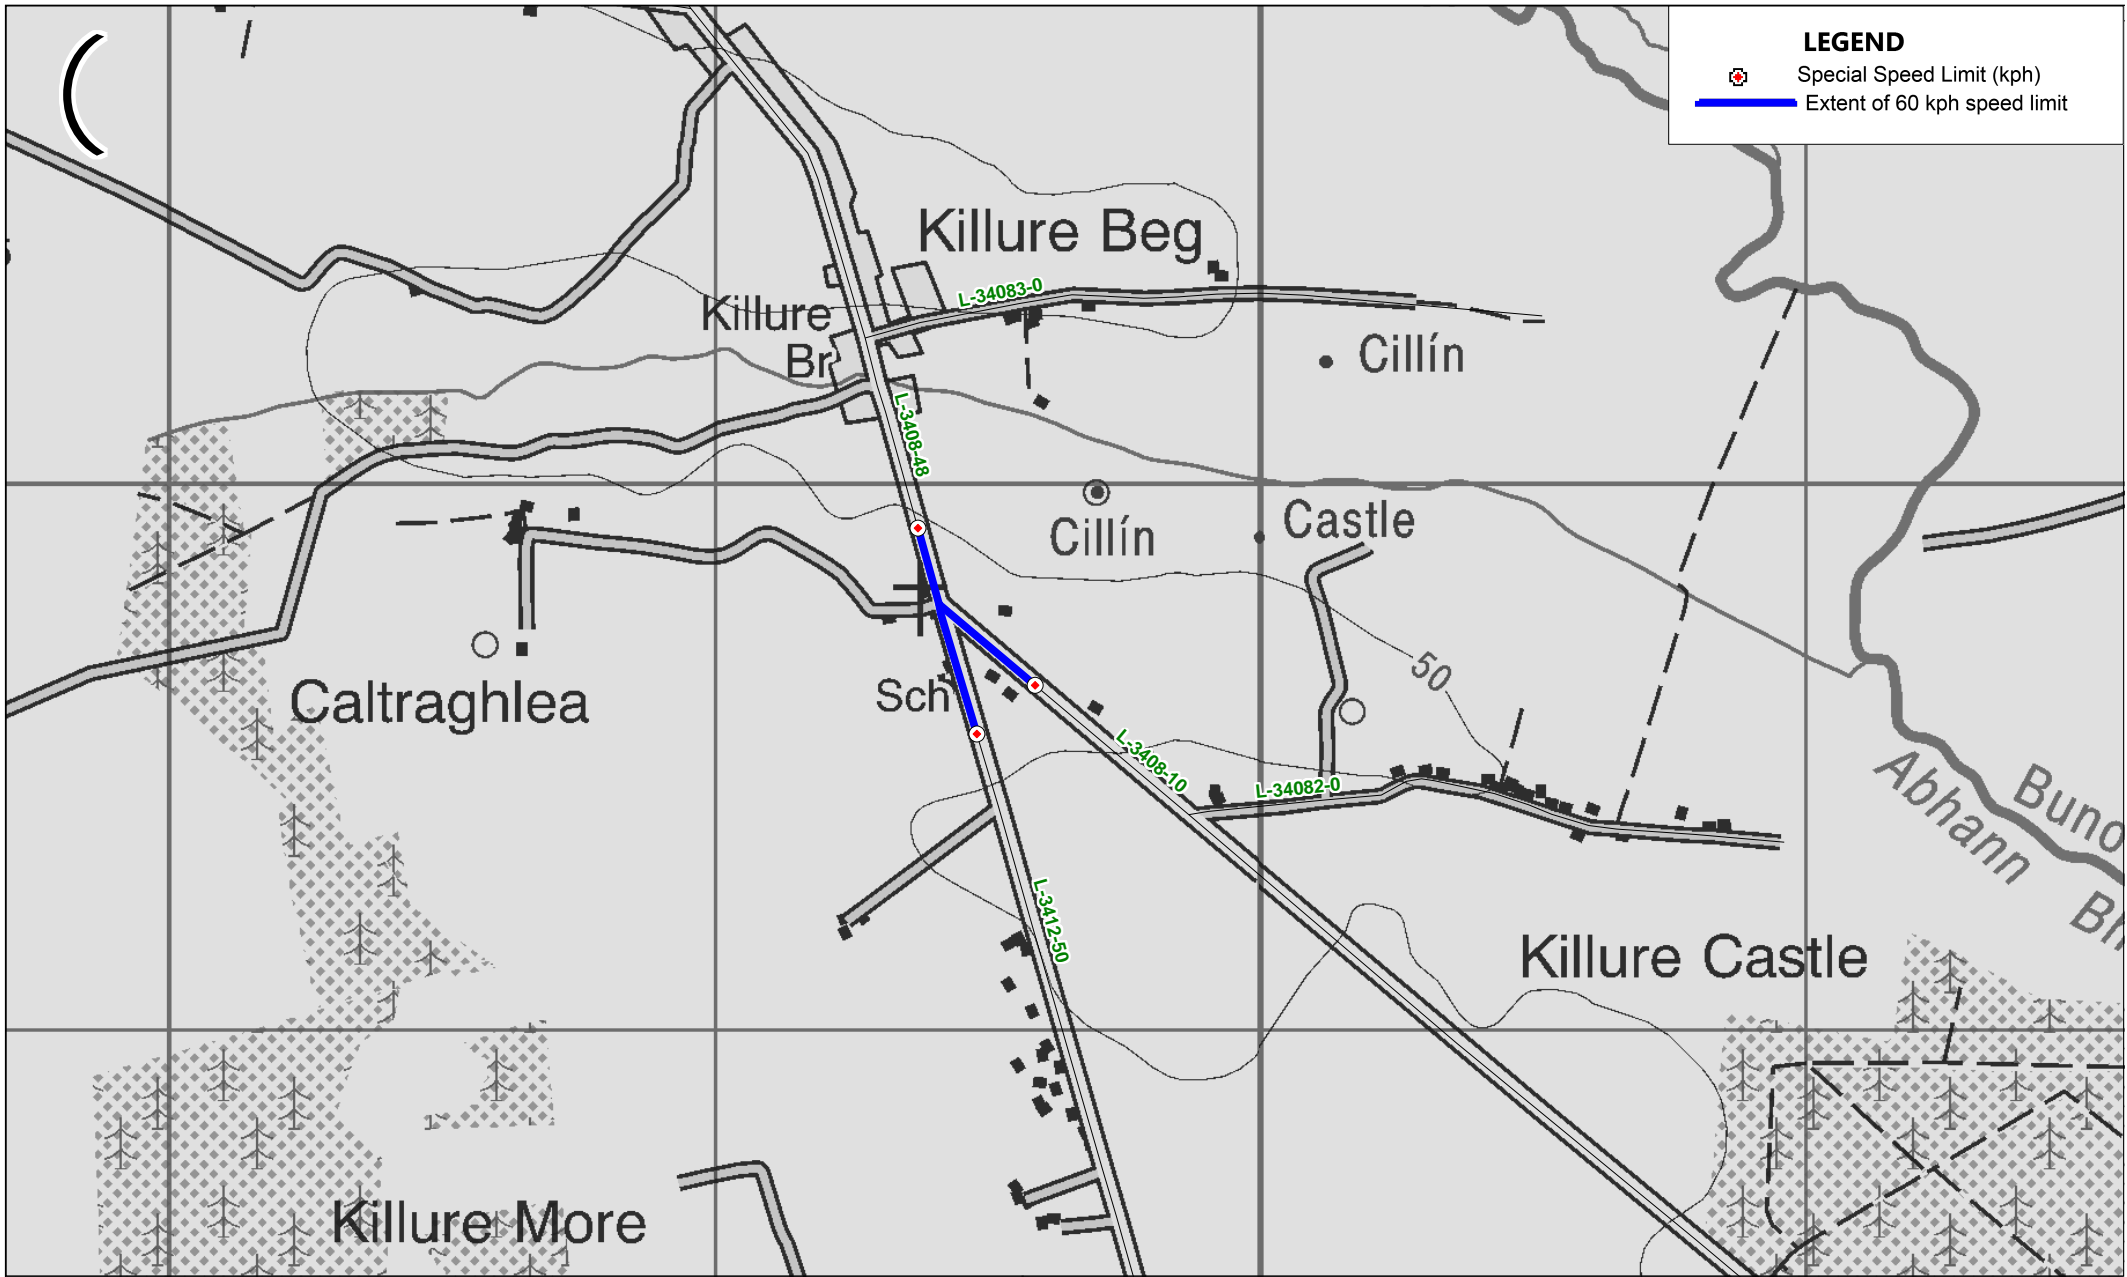 LEGEND
Special Speed Limit (kph)
Extent of 60 kph speed limit
Killure Beg
L-34083-0
Killure
Br
Cillín
L-3408-48
Cillín
Castle
Sch
50
Caltraghlea
L-3408-10
L-34082-0
Abhann
L-3412-50
Killure Castle
Killure More